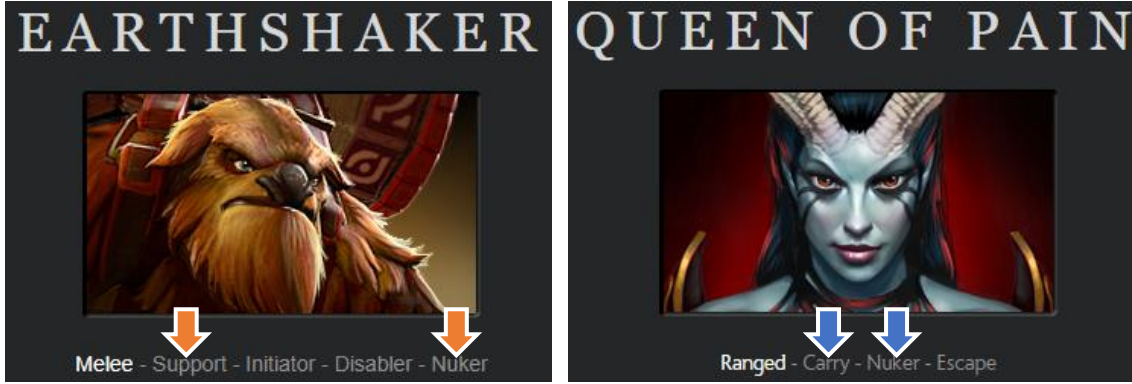 EARTHSHAKER
Melee - Support - Initiator - Disabler - Nuker
QUEEN OF PAIN
Ranged - Carry - Nuker - Escape